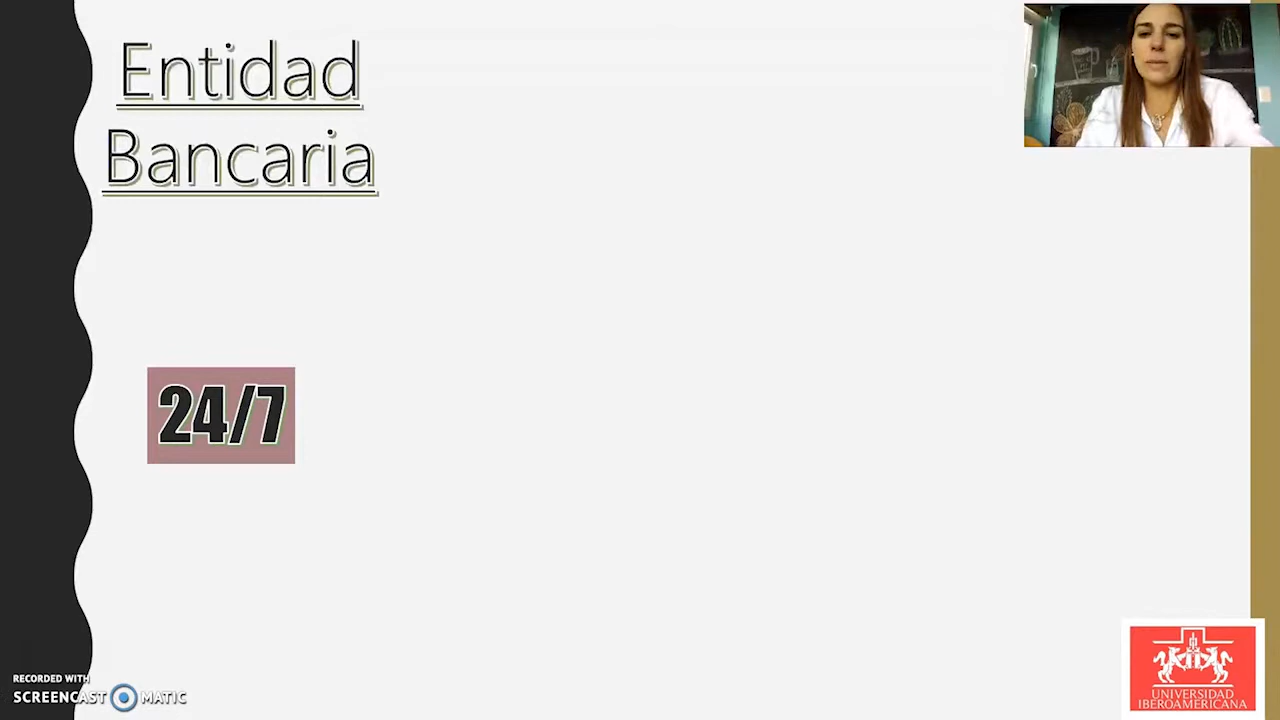 Entidad
Bancaria
24/7
RECORDED WITH
SCREENCAST MATIC
UNIVERSIDAD
IBEROAMERICANA